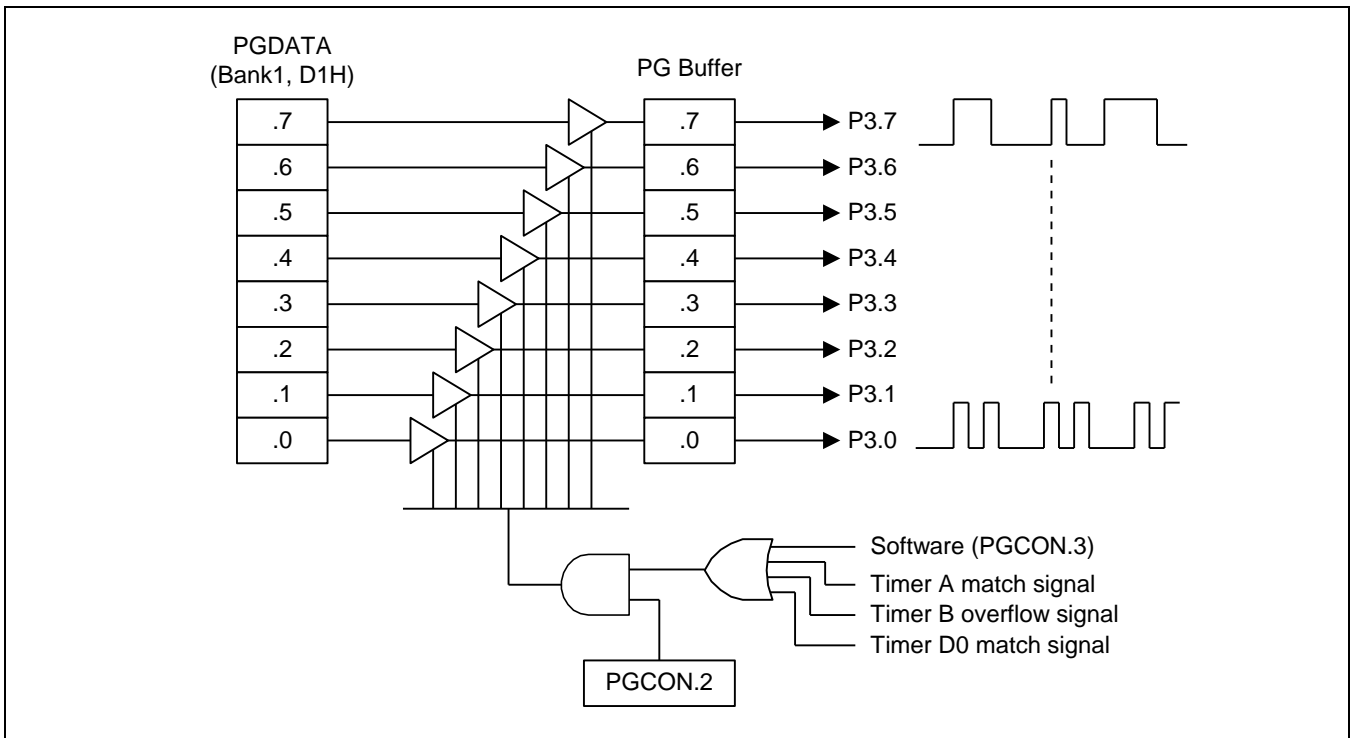 PGDATA
(Bank1, D1H)
PG Buffer
.7 .7 P3.7
.6 .6 P3.6
.5 .5 P3.5
.4 .4 P3.4
.3 .3 P3.3
.2 .2 P3.2
.1 .1 P3.1
.0 .0 P3.0
Software (PGCON.3)
Timer A match signal
Timer B overflow signal
Timer D0 match signal
PGCON.2